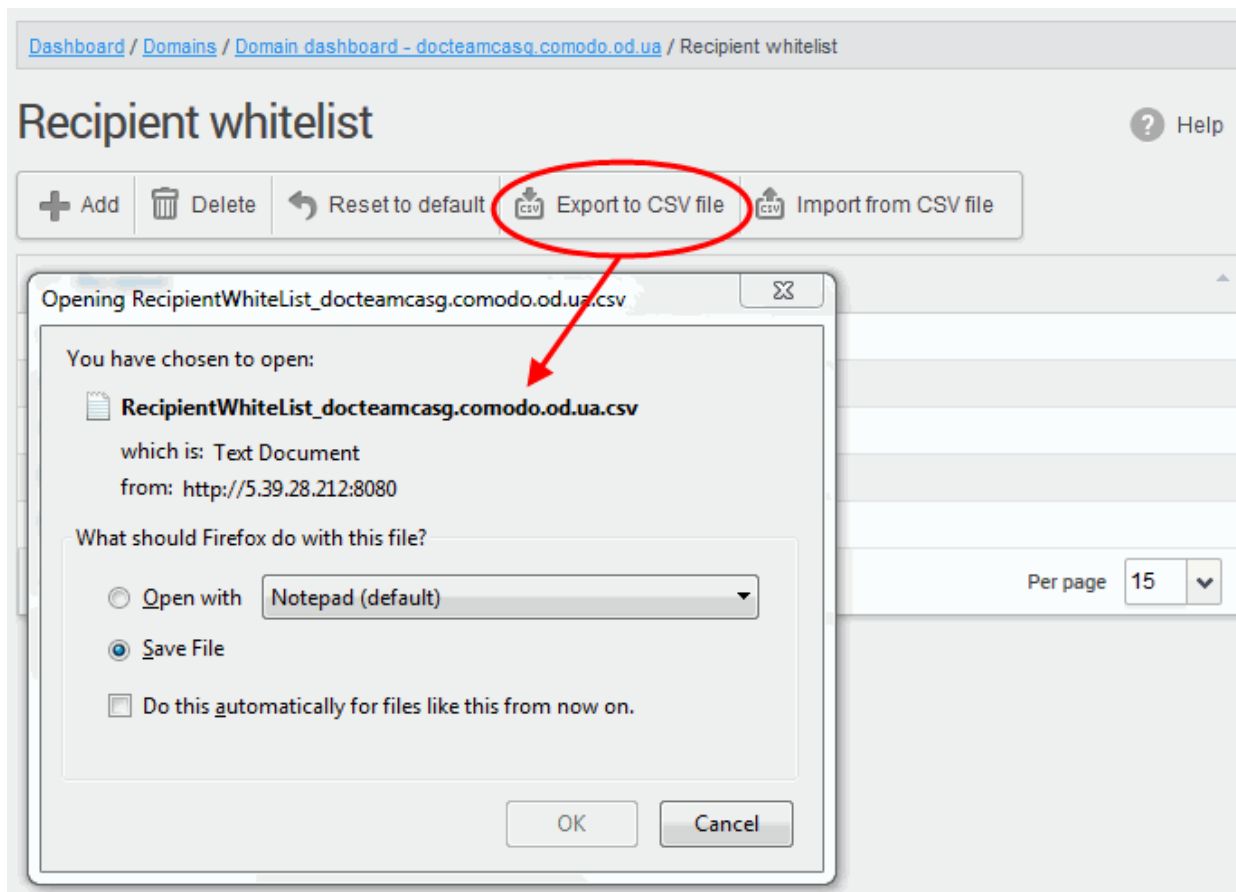 Dashboard / Domains / Domain dashboard - docteamcasg.comodo.od.ua / Recipient whitelist
Recipient whitelist
Help
Add Delete Reset to default Export to CSV file Import from CSV file
Opening RecipientWhiteList_docteamcasg.comodo.od.ua.csv
You have chosen to open:
RecipientWhiteList_docteamcasg.comodo.od.ua.csv
which is: Text Document
from: http://5.39.28.212:8080
What should Firefox do with this file?
Open with Notepad (default)
Per page 15
Save File
Do this automatically for files like this from now on.
OK Cancel